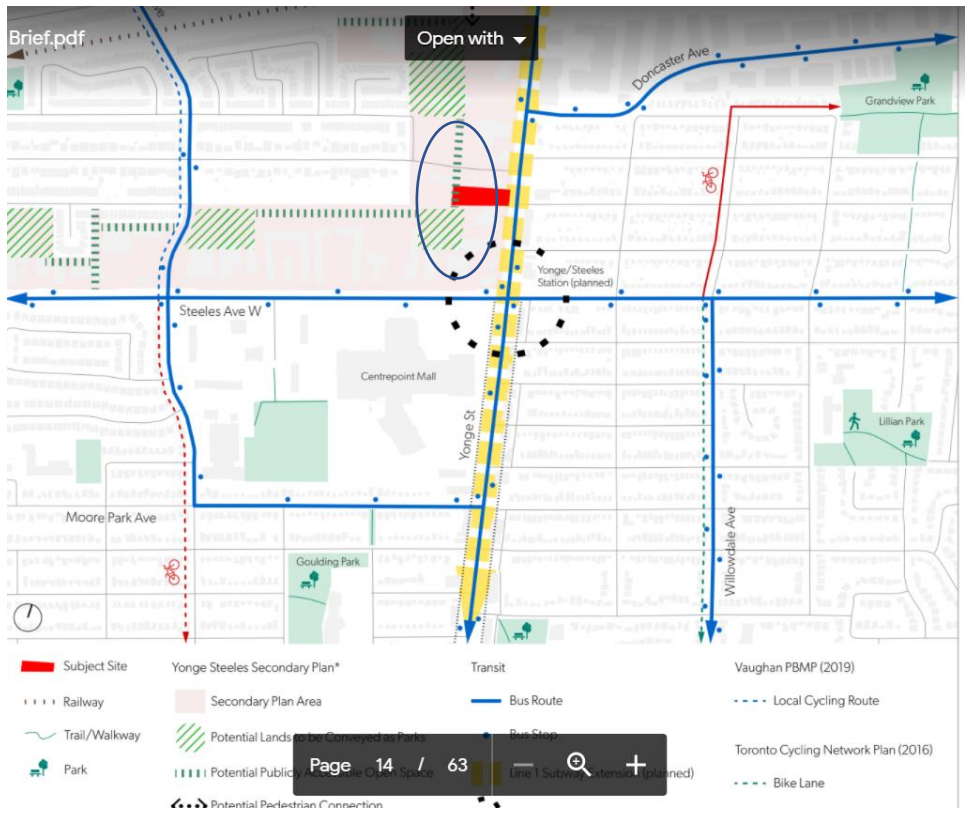 Brief.pdf
Open with
Doncaster Ave
Grandview Park
Yonge/Steeles
Station (planned)
Steeles Ave W
Centrepoint Mall
Yonge St
Lillian Park
Moore Park Ave
Willowdale Ave
Goulding Park
Subject Site
Yonge Steeles Secondary Plan*
Transit
Vaughan PBMP (2019)
Railway
Secondary Plan Area
Bus Route
Local Cycling Route
Trail/Walkway
Potential Lands to be Conveyed as Parks
Bus Stop
Toronto Cycling Network Plan (2016)
Park
Potential Publicly Accessible Open Space
Page 14 / 63
Line 1 Subway Extension (planned)
Bike Lane
Potential Pedestrian Connection